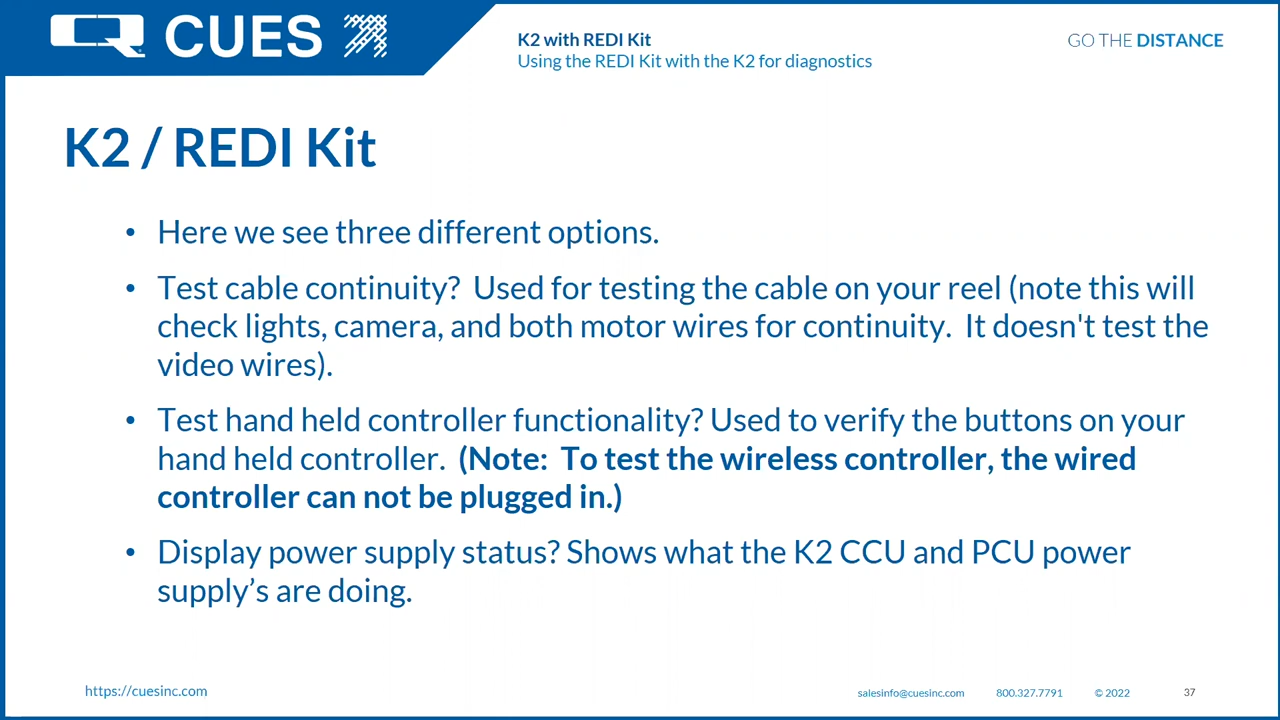 CUES
K2 with REDI Kit
Using the REDI Kit with the K2 for diagnostics
GO THE DISTANCE
K2 / REDI Kit
• Here we see three different options.
• Test cable continuity?  Used for testing the cable on your reel (note this will
check lights, camera, and both motor wires for continuity.  It doesn't test the
video wires).
• Test hand held controller functionality? Used to verify the buttons on your
hand held controller.  (Note:  To test the wireless controller, the wired
controller can not be plugged in.)
• Display power supply status? Shows what the K2 CCU and PCU power
supply’s are doing.
https://cuesinc.com
salesinfo@cuesinc.com
800.327.7791
© 2022
37